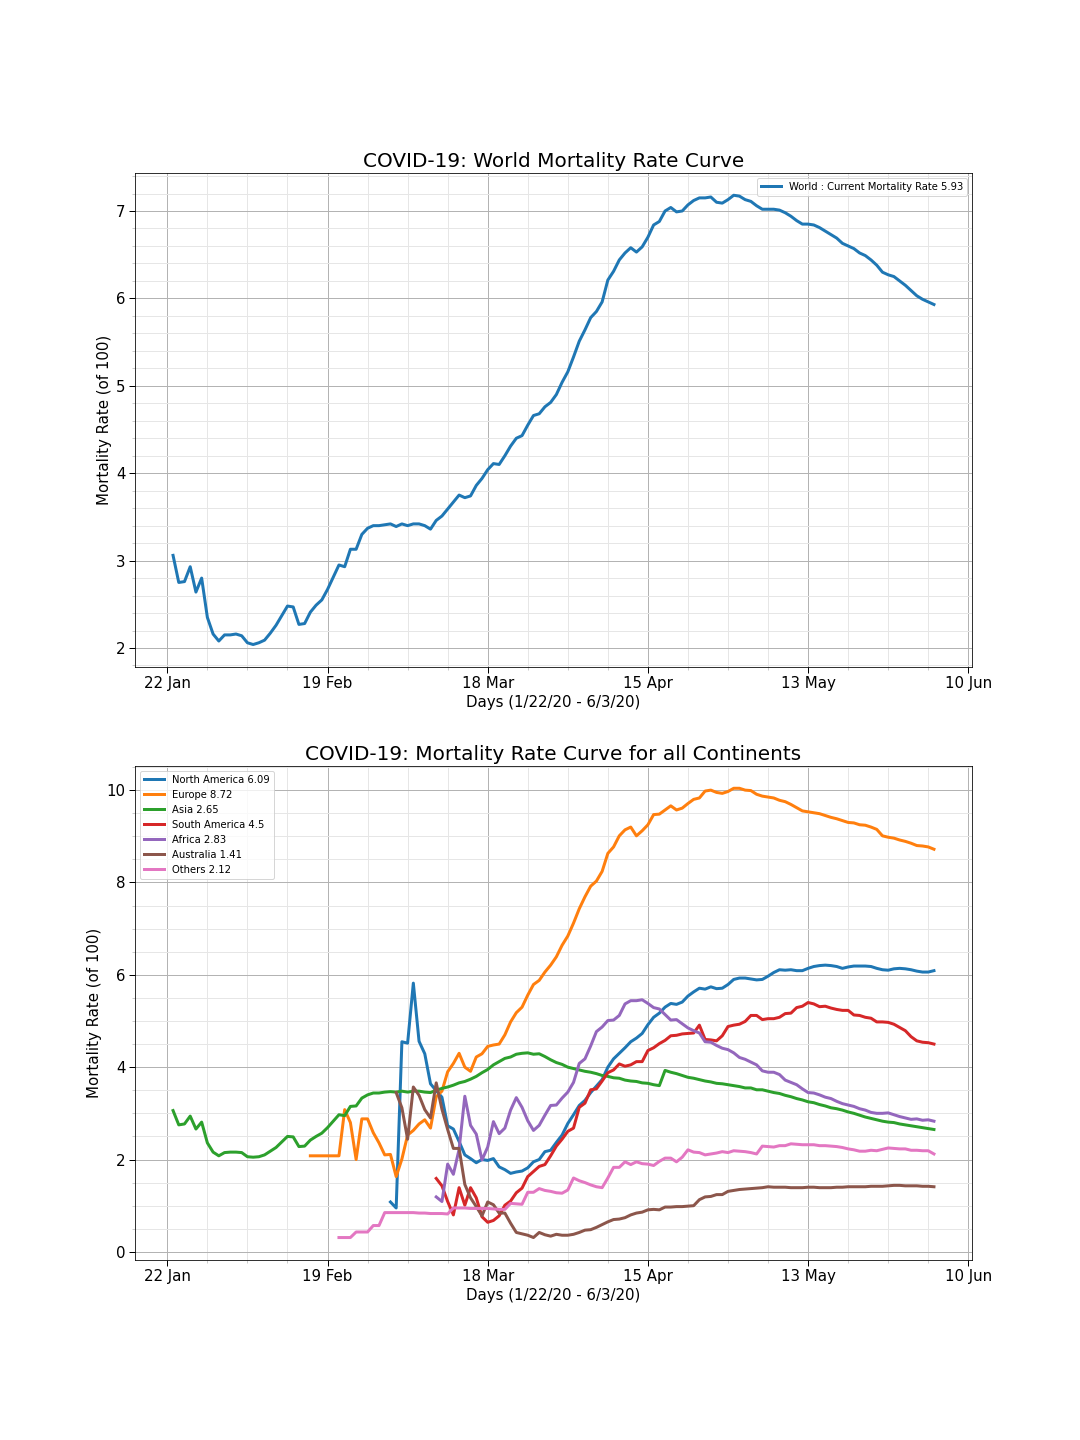 COVID-19: World Mortality Rate Curve
World : Current Mortality Rate 5.93
Mortality Rate (of 100)
7
6
5
4
3
2
22 Jan 19 Feb 18 Mar 15 Apr 13 May 10 Jun
Days (1/22/20 - 6/3/20)
COVID-19: Mortality Rate Curve for all Continents
North America 6.09
Europe 8.72
Asia 2.65
South America 4.5
Africa 2.83
Australia 1.41
Others 2.12
Mortality Rate (of 100)
10
8
6
4
2
0
22 Jan 19 Feb 18 Mar 15 Apr 13 May 10 Jun
Days (1/22/20 - 6/3/20)